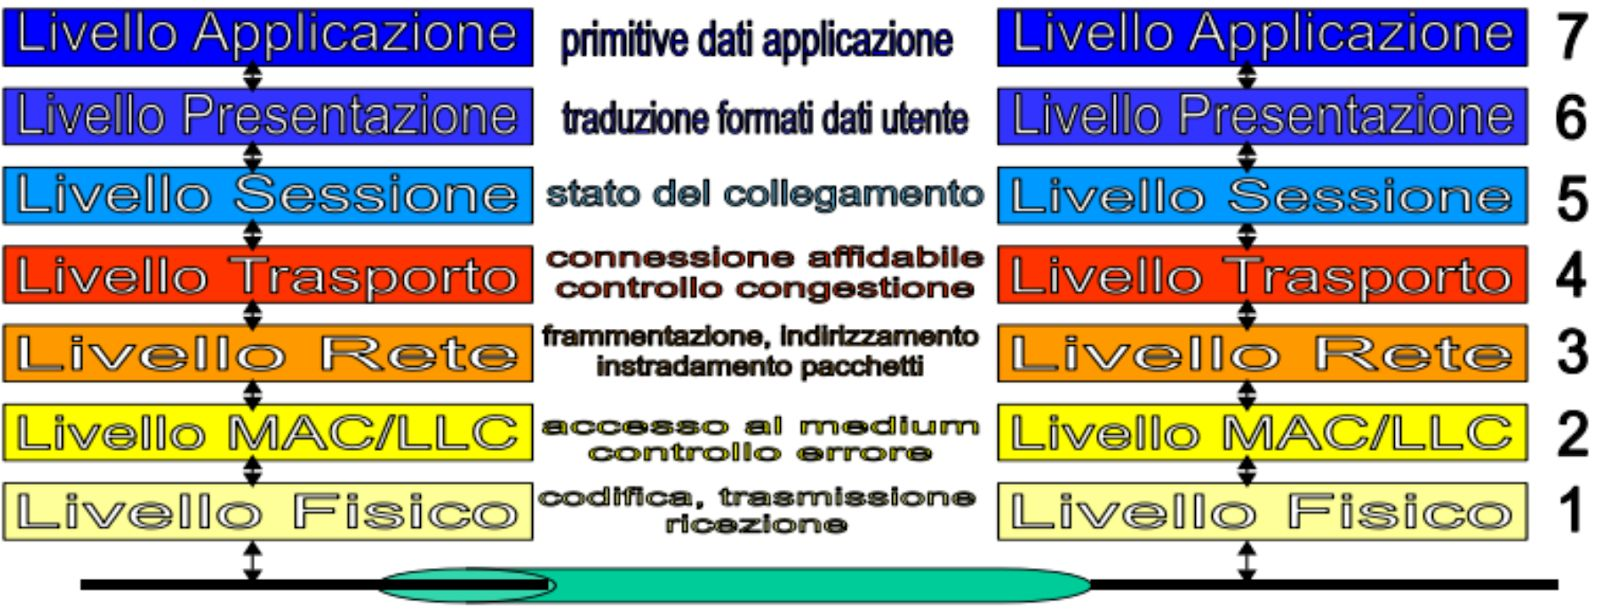 Livello Applicazione primitive dati applicazione Livello Applicazione 7
Livello Presentazione traduzione formati dati utente Livello Presentazione 6
Livello Sessione stato del collegamento Livello Sessione 5
Livello Trasporto connessione affidabile Livello Trasporto 4
controllo congestione
Livello Rete frammentazione, indirizzamento Livello Rete 3
instradamento pacchetti
Livello MAC/LLC accesso al medium Livello MAC/LLC 2
controllo errore
Livello Fisico codifica, trasmissione Livello Fisico 1
ricezione